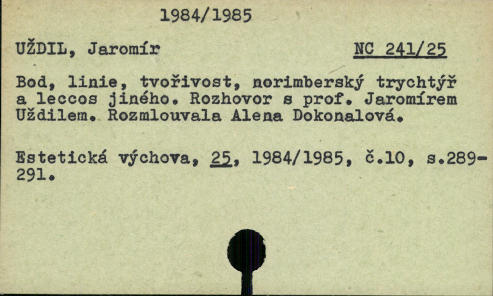 1984/1985
UŽDIL, Jaromír NC 241/25
Bod, linie, tvořivost, norimberský trychtýř
a leccos jiného. Rozhovor s prof. Jaromírem
Uždilem. Rozmlouvala Alena Dokonalová.
Estetická výchova, 25, 1984/1985, č.10, s.289-
291.